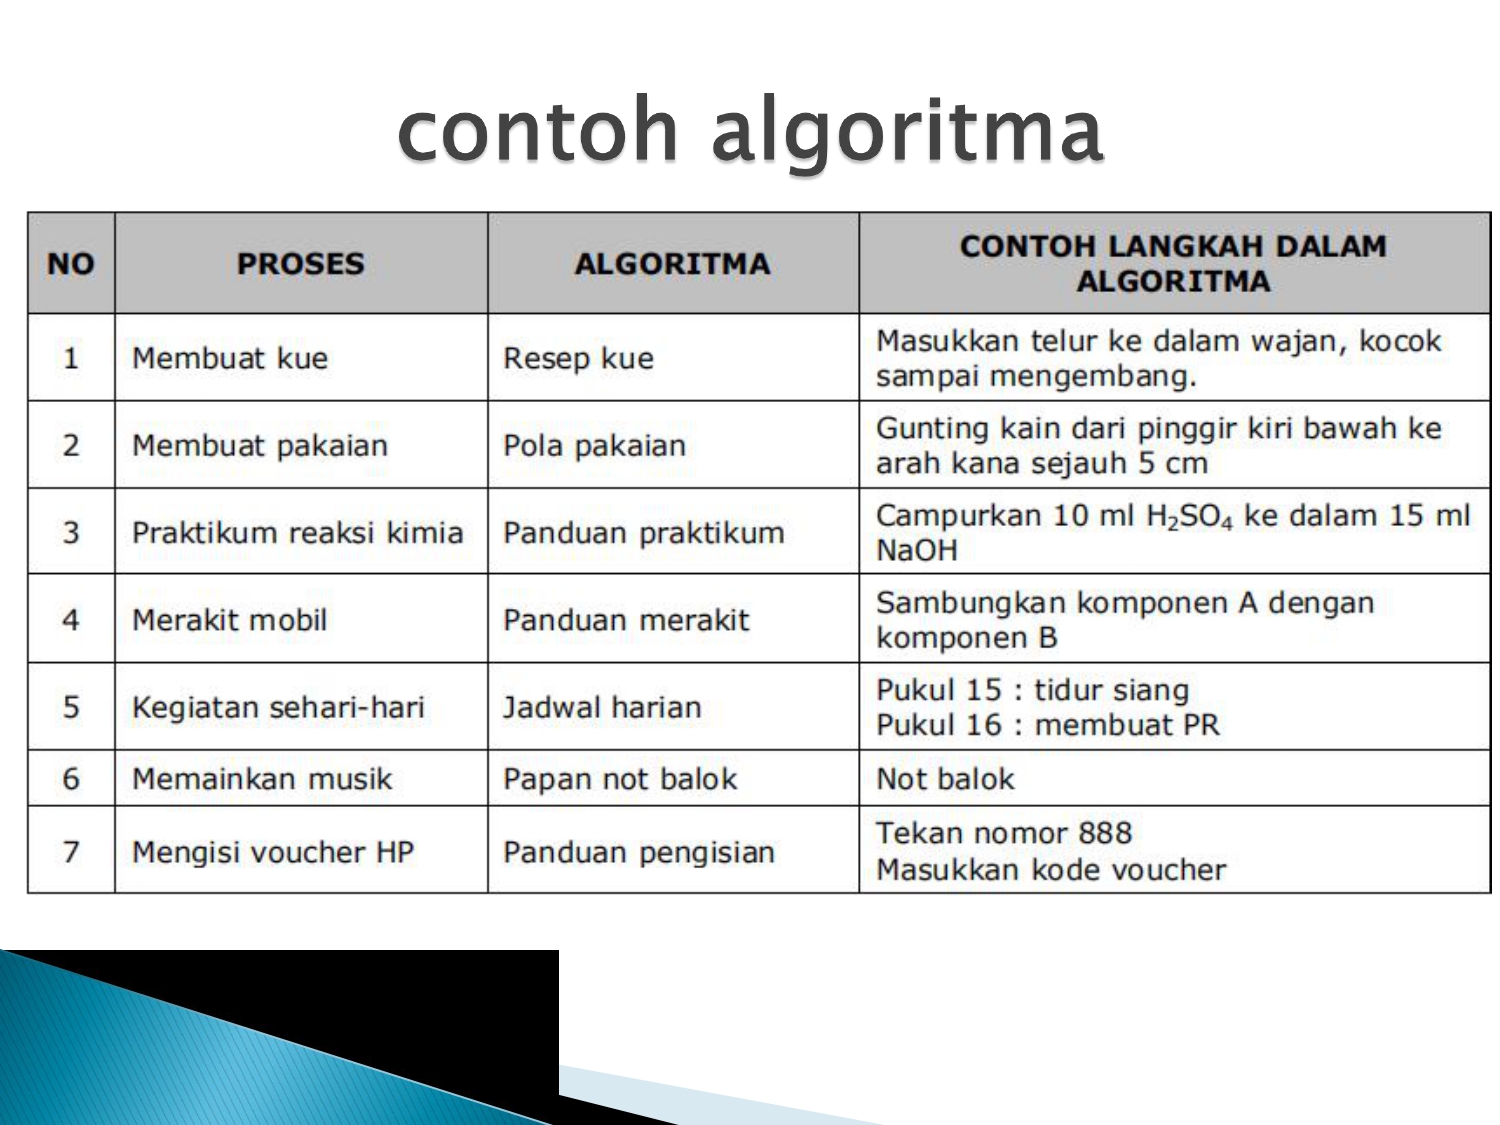 contoh algoritma
NO PROSES ALGORITMA CONTOH LANGKAH DALAM
ALGORITMA
1 Membuat kue Resep kue Masukkan telur ke dalam wajan, kocok
sampai mengembang.
2 Membuat pakaian Pola pakaian Gunting kain dari pinggir kiri bawah ke
arah kana sejauh 5 cm
3 Praktikum reaksi kimia Panduan praktikum Campurkan 10 ml H₂SO₄ ke dalam 15 ml
NaOH
4 Merakit mobil Panduan merakit Sambungkan komponen A dengan
komponen B
5 Kegiatan sehari-hari Jadwal harian Pukul 15 : tidur siang
Pukul 16 : membuat PR
6 Memainkan musik Papan not balok Not balok
7 Mengisi voucher HP Panduan pengisian Tekan nomor 888
Masukkan kode voucher